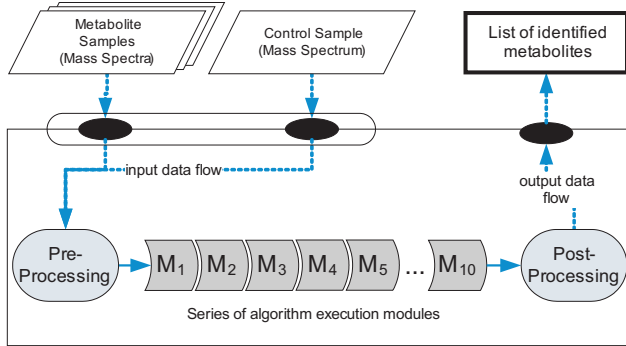 Metabolite
Samples
(Mass Spectra)
Control Sample
(Mass Spectrum)
List of identified
metabolites
input data flow
output data
flow
Pre-
Processing
M1 M2 M3 M4 M5 ... M10
Post-
Processing
Series of algorithm execution modules